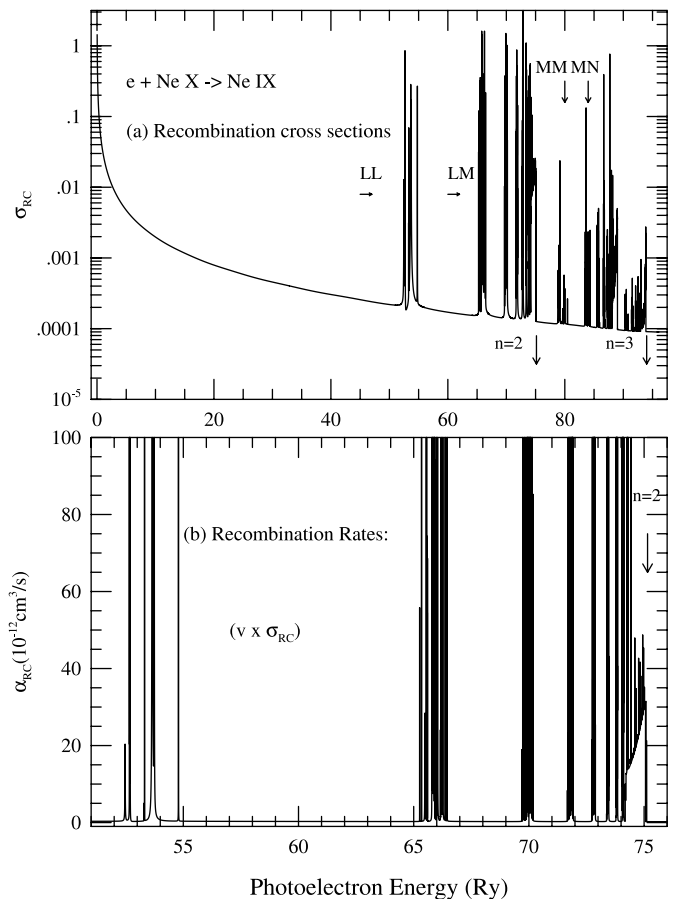 1
.1
.01
.001
.0001
10-5
σRC
e + Ne X -> Ne IX
(a) Recombination cross sections
LL
LM
MM MN
n=2
n=3
0 20 40 60 80
100
80
60
40
20
0
αRC(10-12cm3/s)
n=2
(b) Recombination Rates:
(v x σRC)
55 60 65 70 75
Photoelectron Energy (Ry)